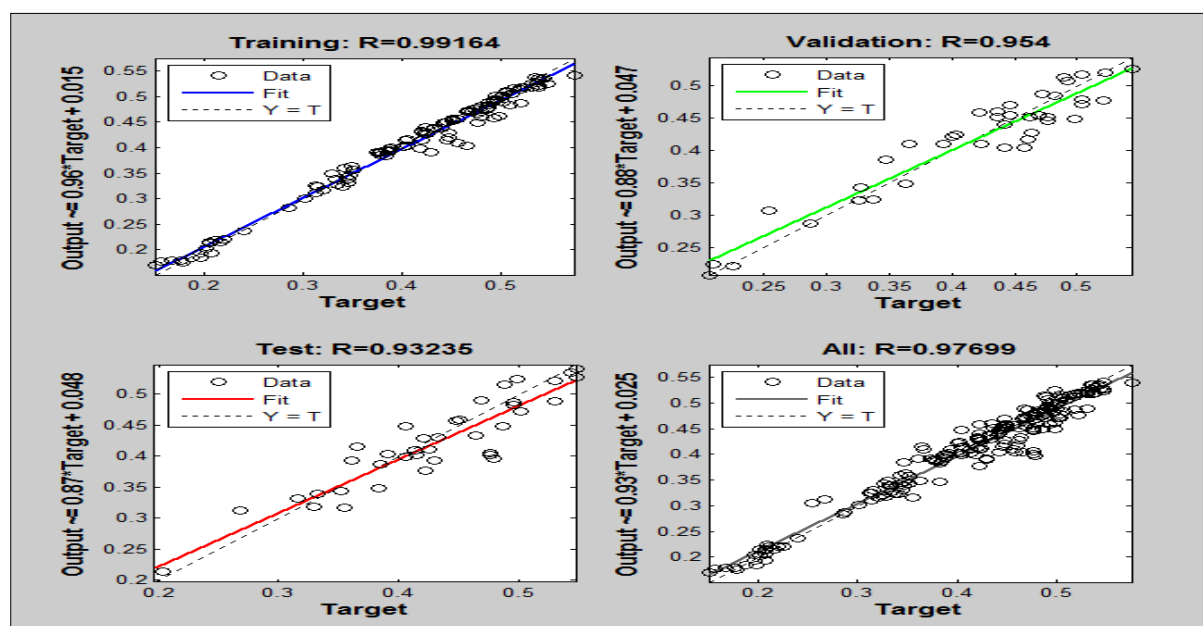 Training: R=0.99164
Output ~= 0.96*Target + 0.015
0.55
0.5
0.45
0.4
0.35
0.3
0.25
0.2
Data
Fit
Y = T
0.2 0.3 0.4 0.5
Target
Validation: R=0.954
Output ~= 0.88*Target + 0.047
0.5
0.45
0.4
0.35
0.3
0.25
Data
Fit
Y = T
0.25 0.3 0.35 0.4 0.45 0.5
Target
Test: R=0.93235
Output ~= 0.87*Target + 0.048
0.5
0.45
0.4
0.35
0.3
0.25
0.2
Data
Fit
Y = T
0.2 0.3 0.4 0.5
Target
All: R=0.97699
Output ~= 0.93*Target + 0.025
0.55
0.5
0.45
0.4
0.35
0.3
0.25
0.2
Data
Fit
Y = T
0.2 0.3 0.4 0.5
Target